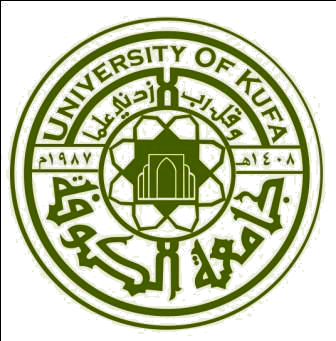 UNIVERSITY OF KUFA
وقل رب زدني علما
١٤٠٨هـ
١٩٨٧م
جامعة الكوفة